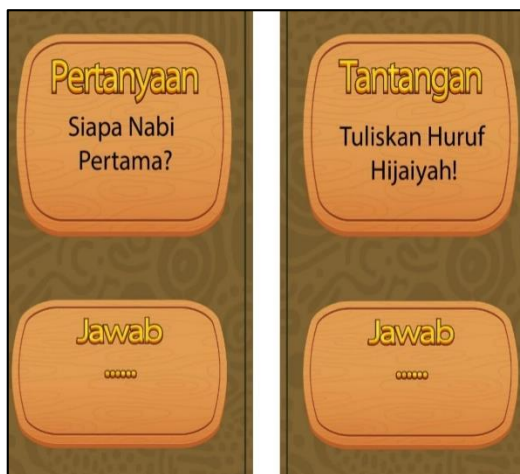 Pertanyaan
Siapa Nabi
Pertama?
Jawab
......
Tantangan
Tuliskan Huruf
Hijaiyah!
Jawab
......